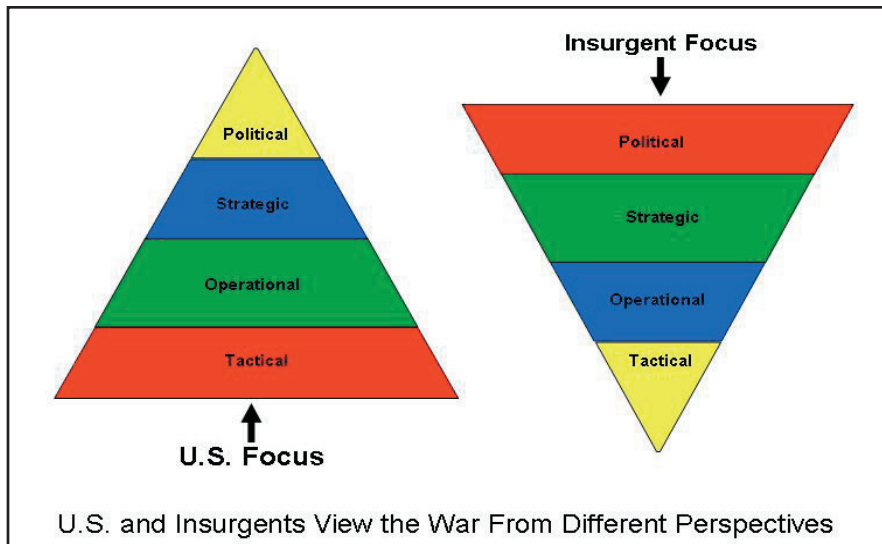 Political
Strategic
Operational
Tactical
U.S. Focus
Insurgent Focus
Political
Strategic
Operational
Tactical
U.S. and Insurgents View the War From Different Perspectives